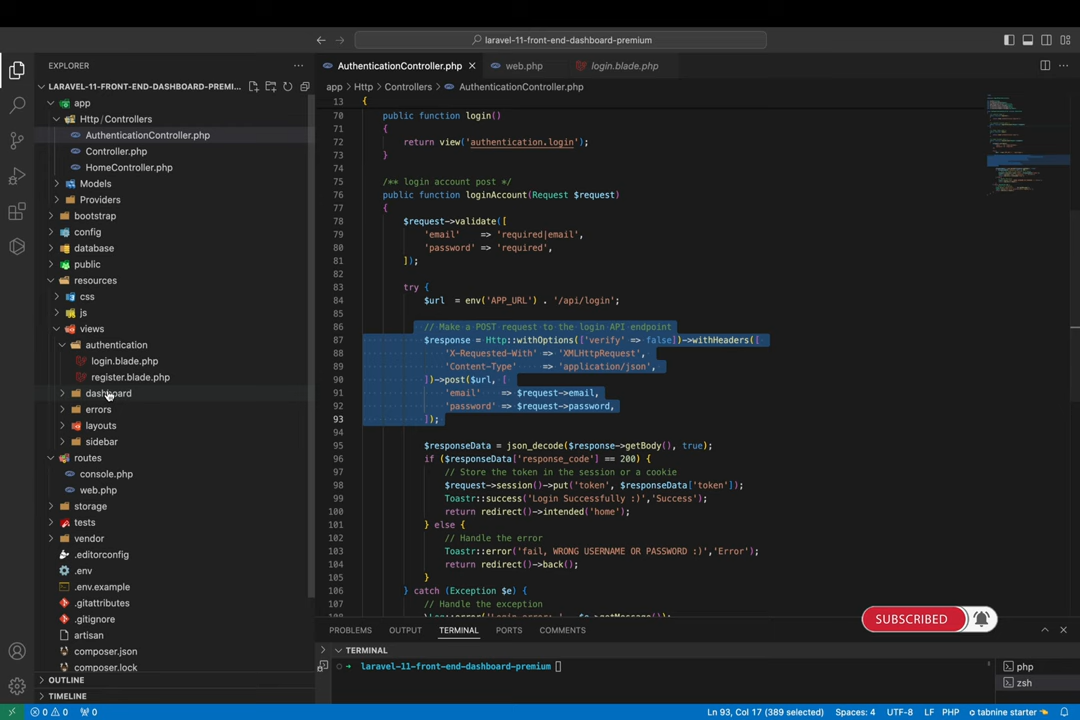 laravel-11-front-end-dashboard-premium
EXPLORER
AuthenticationController.php
web.php
login.blade.php
LARAVEL-11-FRONT-END-DASHBOARD-PREMI...
app > Http > Controllers > AuthenticationController.php
app
Http / Controllers
AuthenticationController.php
Controller.php
HomeController.php
Models
Providers
bootstrap
config
database
public
resources
css
js
views
authentication
login.blade.php
register.blade.php
dashboard
errors
layouts
sidebar
routes
console.php
web.php
storage
tests
vendor
.editorconfig
.env
.env.example
.gitattributes
.gitignore
artisan
composer.json
composer.lock
OUTLINE
TIMELINE
13 {
70 public function login()
71 {
72 return view('authentication.login');
73 }
74
75 /** login account post */
76 public function loginAccount(Request $request)
77 {
78 $request->validate([
79 'email' => 'required|email',
80 'password' => 'required',
81 ]);
82
83 try {
84 $url = env('APP_URL') . '/api/login';
85
86 // Make a POST request to the login API endpoint
87 $response = Http::withOptions(['verify' => false])->withHeaders([
88 'X-Requested-With' => 'XMLHttpRequest',
89 'Content-Type' => 'application/json',
90 ])->post($url, [
91 'email' => $request->email,
92 'password' => $request->password,
93 ]);
94
95 $responseData = json_decode($response->getBody(), true);
96 if ($responseData['response_code'] == 200) {
97 // Store the token in the session or a cookie
98 $request->session()->put('token', $responseData['token']);
99 Toastr::success('Login Successfully :)','Success');
100 return redirect()->intended('home');
101 } else {
102 // Handle the error
103 Toastr::error('fail, WRONG USERNAME OR PASSWORD :)','Error');
104 return redirect()->back();
105 }
106 } catch (Exception $e) {
107 // Handle the exception
SUBSCRIBED
PROBLEMS OUTPUT TERMINAL PORTS COMMENTS
TERMINAL
laravel-11-front-end-dashboard-premium
php
zsh
0 0 0
Ln 93, Col 17 (389 selected) Spaces: 4 UTF-8 LF PHP tabnine starter